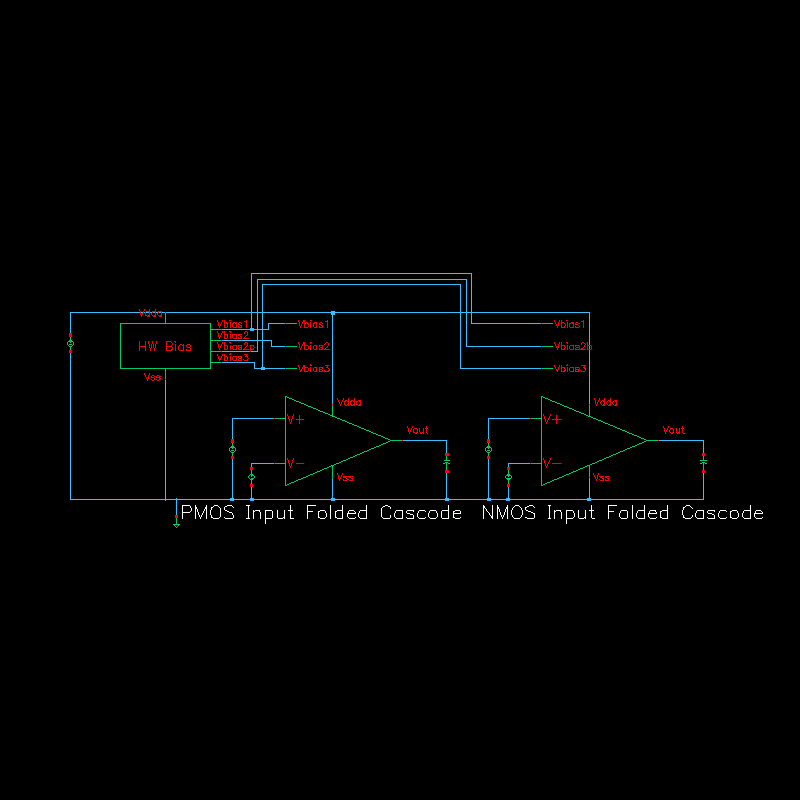 Vdda
HW Bias
Vss
Vbias1
Vbias2
Vbias2p
Vbias3
Vbias1
Vbias2
Vbias3
Vbias1
Vbias2b
Vbias3
Vdda
V+
V-
Vss
Vout
Vdda
V+
V-
Vss
Vout
PMOS Input Folded Cascode
NMOS Input Folded Cascode